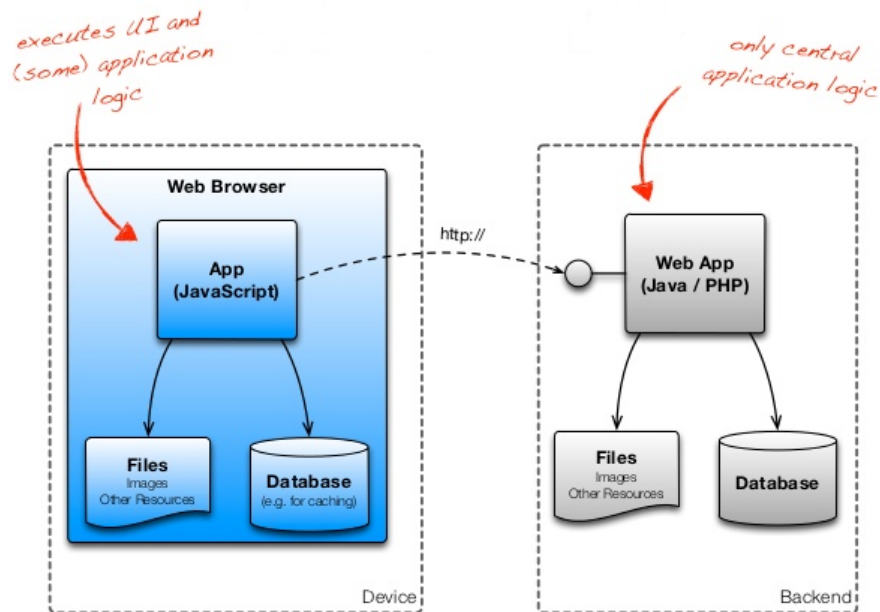 executes UI and
(some) application
logic
only central
application logic
Web Browser
App
(JavaScript)
http://
Web App
(Java / PHP)
Files
Images
Other Resources
Database
(e.g. for caching)
Files
Images
Other Resources
Database
Device
Backend